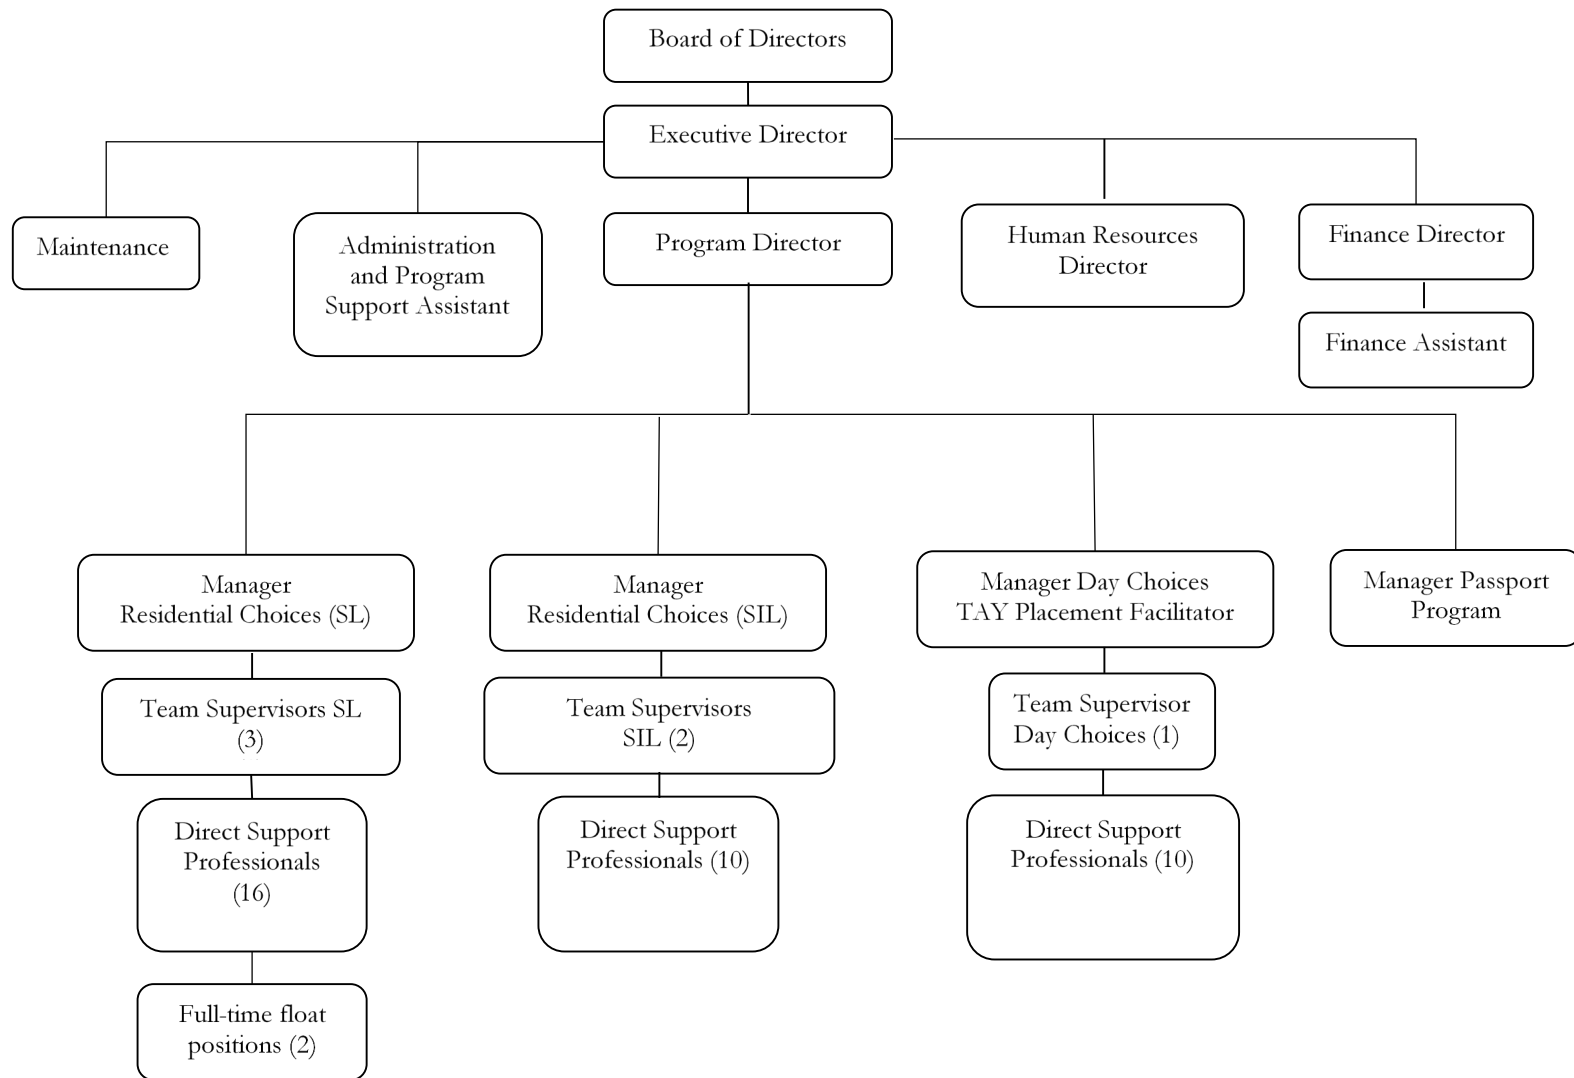 Board of Directors
Executive Director
Maintenance
Administration
and Program
Support Assistant
Program Director
Human Resources
Director
Finance Director
Finance Assistant
Manager
Residential Choices (SL)
Manager
Residential Choices (SIL)
Manager Day Choices
TAY Placement Facilitator
Manager Passport
Program
Team Supervisors SL
(3)
Team Supervisors
SIL (2)
Team Supervisor
Day Choices (1)
Direct Support
Professionals
(16)
Direct Support
Professionals (10)
Direct Support
Professionals (10)
Full-time float
positions (2)